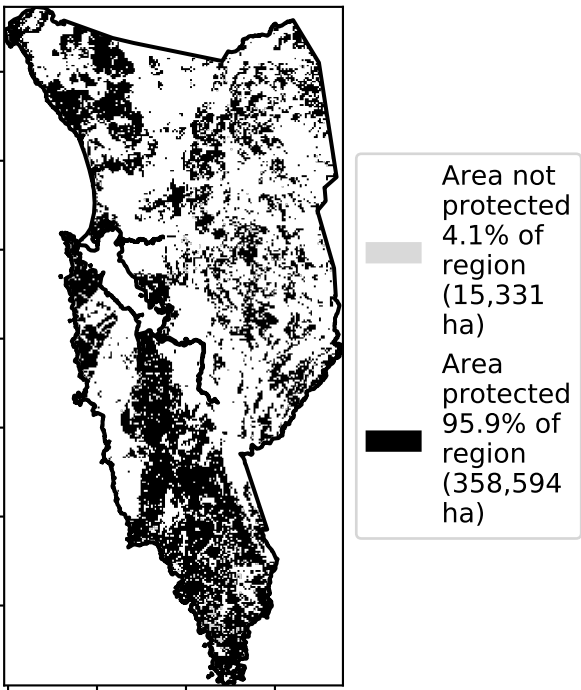 Area not
protected
4.1% of
region
(15,331
ha)
Area
protected
95.9% of
region
(358,594
ha)